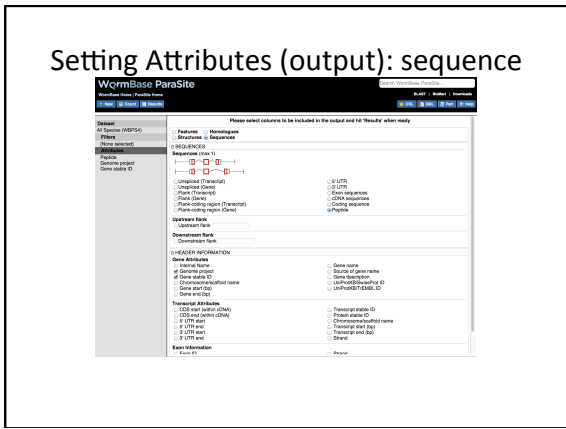 Setting Attributes (output): sequence
WormBase ParaSite
Search WormBase ParaSite...
WormBase Home | ParaSite Home
BLAST | BioMart | Downloads
New Count Results
URL XML Perl Help
Please select columns to be included in the output and hit 'Results' when ready
Dataset
All Species (WBPS4)
Filters
[None selected]
Attributes
Peptide
Genome project
Gene stable ID
Features Homologues
Structures Sequences
SEQUENCES
Sequences (max 1)
Unspliced (Transcript)
Unspliced (Gene)
Flank (Transcript)
Flank (Gene)
Flank-coding region (Transcript)
Flank-coding region (Gene)
5' UTR
3' UTR
Exon sequences
cDNA sequences
Coding sequence
Peptide
Upstream flank
Upstream flank
Downstream flank
Downstream flank
HEADER INFORMATION
Gene Attributes
Internal Name
Genome project
Gene stable ID
Chromosome/scaffold name
Gene start (bp)
Gene end (bp)
Gene name
Source of gene name
Gene description
UniProtKB/SwissProt ID
UniProtKB/TrEMBL ID
Transcript Attributes
CDS start (within cDNA)
CDS end (within cDNA)
5' UTR start
5' UTR end
3' UTR start
3' UTR end
Transcript stable ID
Protein stable ID
Chromosome/scaffold name
Transcript start (bp)
Transcript end (bp)
Strand
Exon Information
Exon ID
Strand